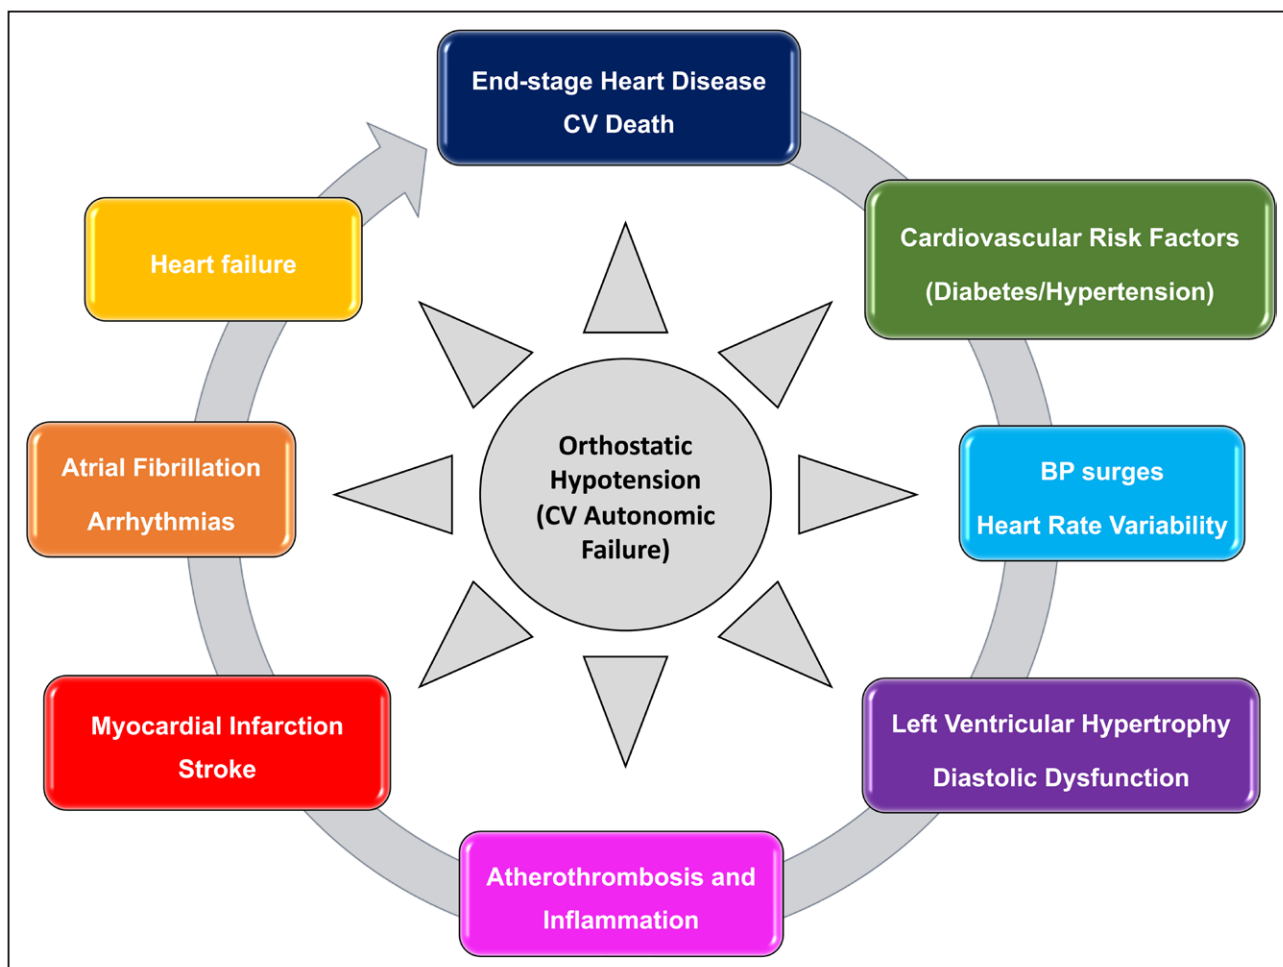 End-stage Heart Disease
CV Death
Cardiovascular Risk Factors
(Diabetes/Hypertension)
BP surges
Heart Rate Variability
Left Ventricular Hypertrophy
Diastolic Dysfunction
Atherothrombosis and
Inflammation
Myocardial Infarction
Stroke
Atrial Fibrillation
Arrhythmias
Heart failure
Orthostatic
Hypotension
(CV Autonomic
Failure)